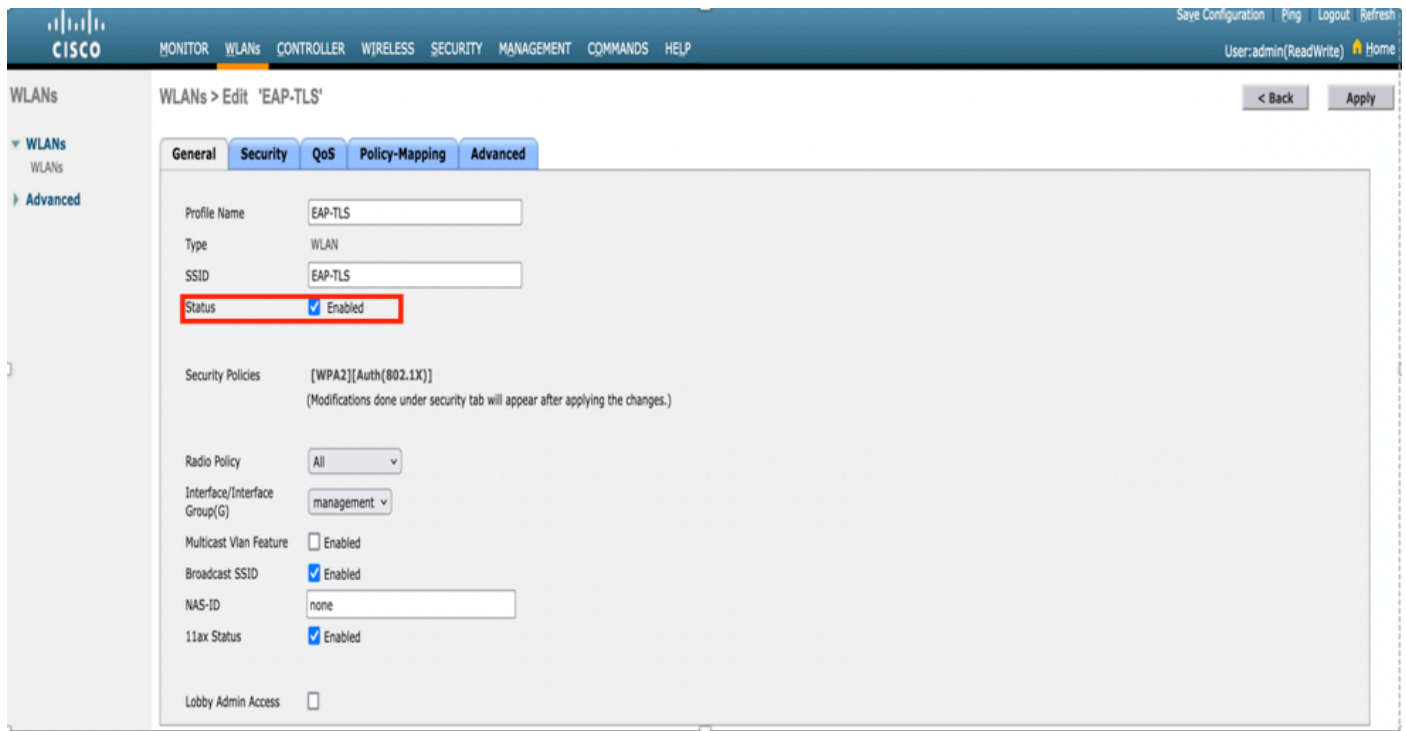 Save Configuration | Ping | Logout | Refresh
CISCO MONITOR WLANs CONTROLLER WIRELESS SECURITY MANAGEMENT COMMANDS HELP User:admin(ReadWrite) Home
WLANs WLANs > Edit 'EAP-TLS' < Back Apply
WLANs
WLANs
Advanced
General Security QoS Policy-Mapping Advanced
Profile Name EAP-TLS
Type WLAN
SSID EAP-TLS
Status Enabled
Security Policies [WPA2][Auth(802.1X)]
(Modifications done under security tab will appear after applying the changes.)
Radio Policy All
Interface/Interface
Group(G) management
Multicast Vlan Feature Enabled
Broadcast SSID Enabled
NAS-ID none
11ax Status Enabled
Lobby Admin Access